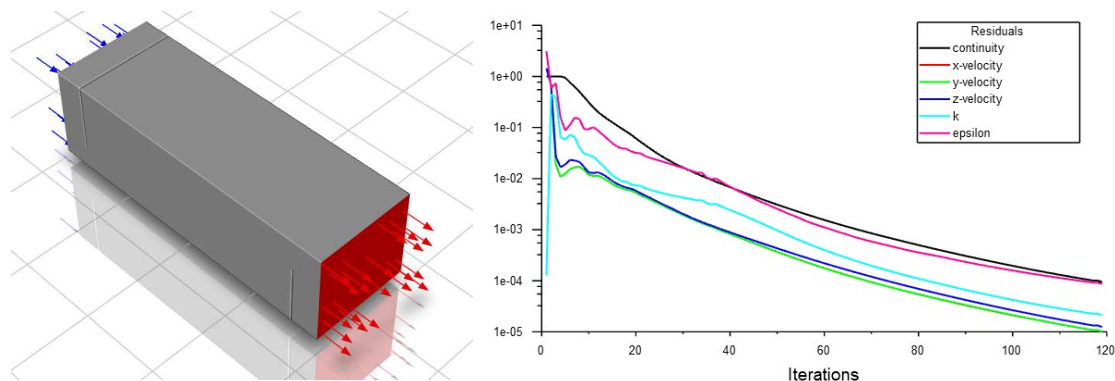 1e+01
1e+00
1e-01
1e-02
1e-03
1e-04
1e-05
0
20
40
60
80
100
120
Iterations
Residuals
continuity
x-velocity
y-velocity
z-velocity
k
epsilon